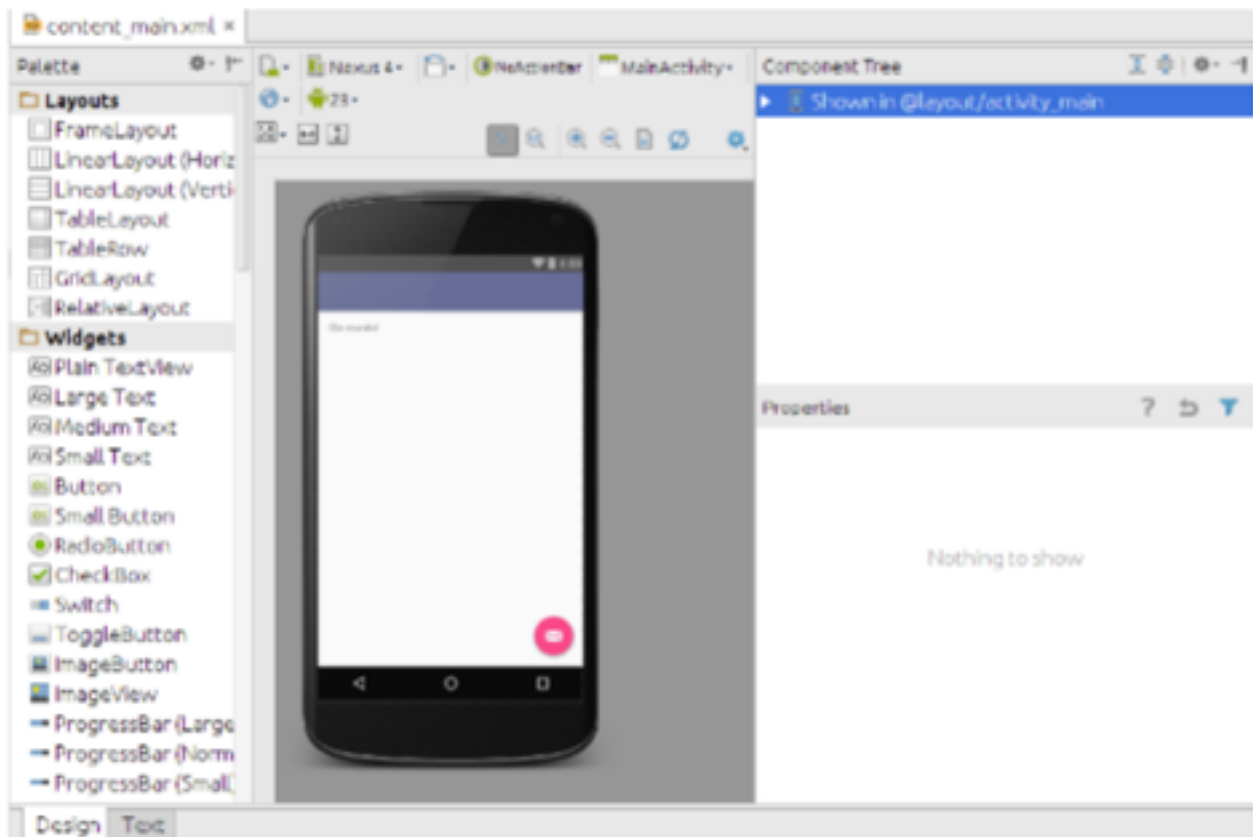 content_main.xml
Palette
Nexus 4
NoActionBar
MainActivity
23
Component Tree
Shown in @layout/activity_main
Layouts
FrameLayout
LinearLayout (Horiz
LinearLayout (Verti
TableLayout
TableRow
GridLayout
RelativeLayout
Widgets
Plain TextView
Large Text
Medium Text
Small Text
Button
Small Button
RadioButton
CheckBox
Switch
ToggleButton
ImageButton
ImageView
ProgressBar (Large
ProgressBar (Norm
ProgressBar (Small)
Properties
Nothing to show
Design
Text